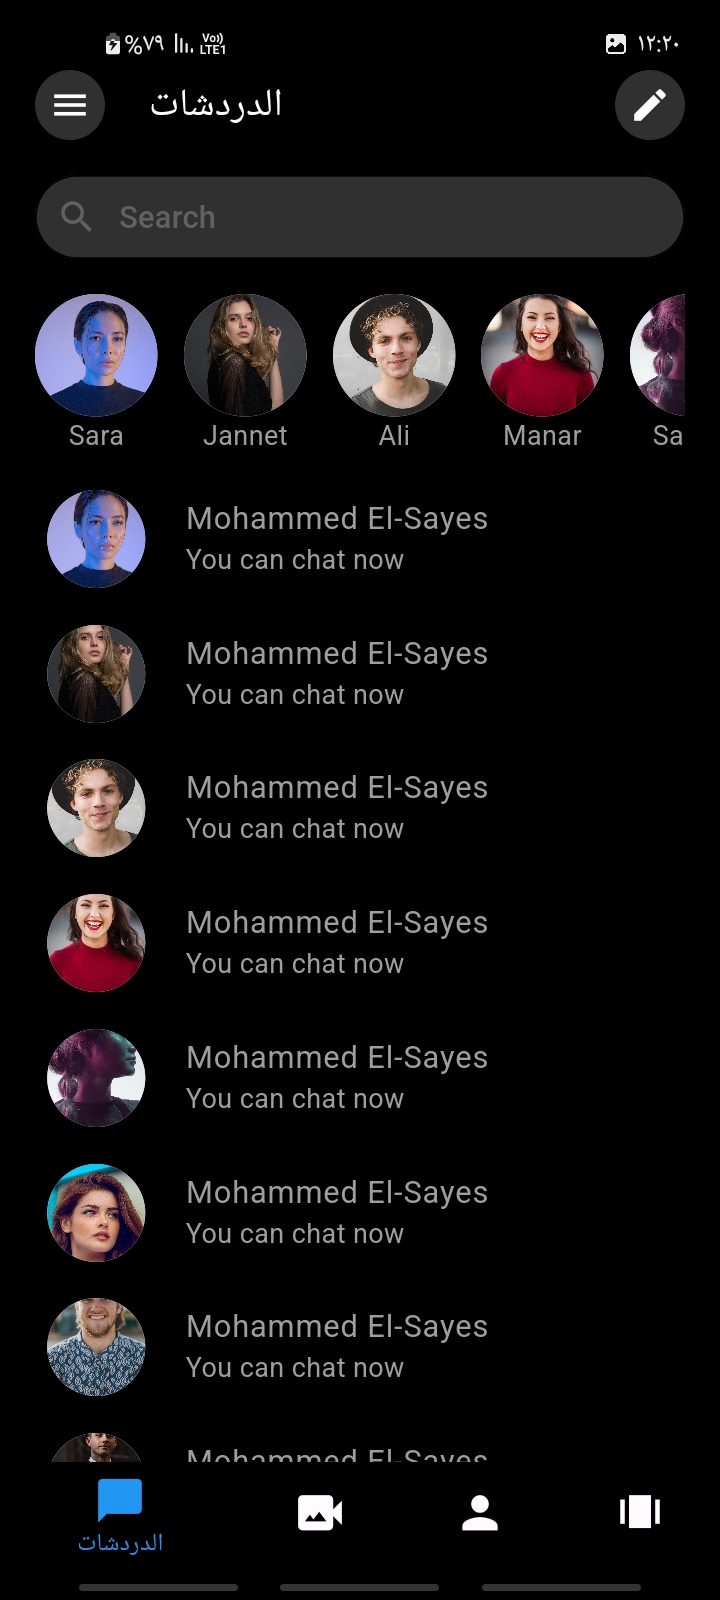 %٧٩ Vo)) LTE1 ١٢:٢٠
الدردشات
Search
Sara Jannet Ali Manar Sa
Mohammed El-Sayes
You can chat now
Mohammed El-Sayes
You can chat now
Mohammed El-Sayes
You can chat now
Mohammed El-Sayes
You can chat now
Mohammed El-Sayes
You can chat now
Mohammed El-Sayes
You can chat now
Mohammed El-Sayes
You can chat now
Mohammed El-Sayes
الدردشات